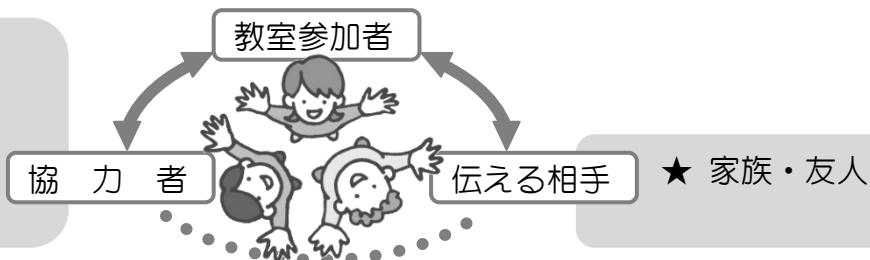 教室参加者
協　力　者
伝える相手
★ 家族・友人